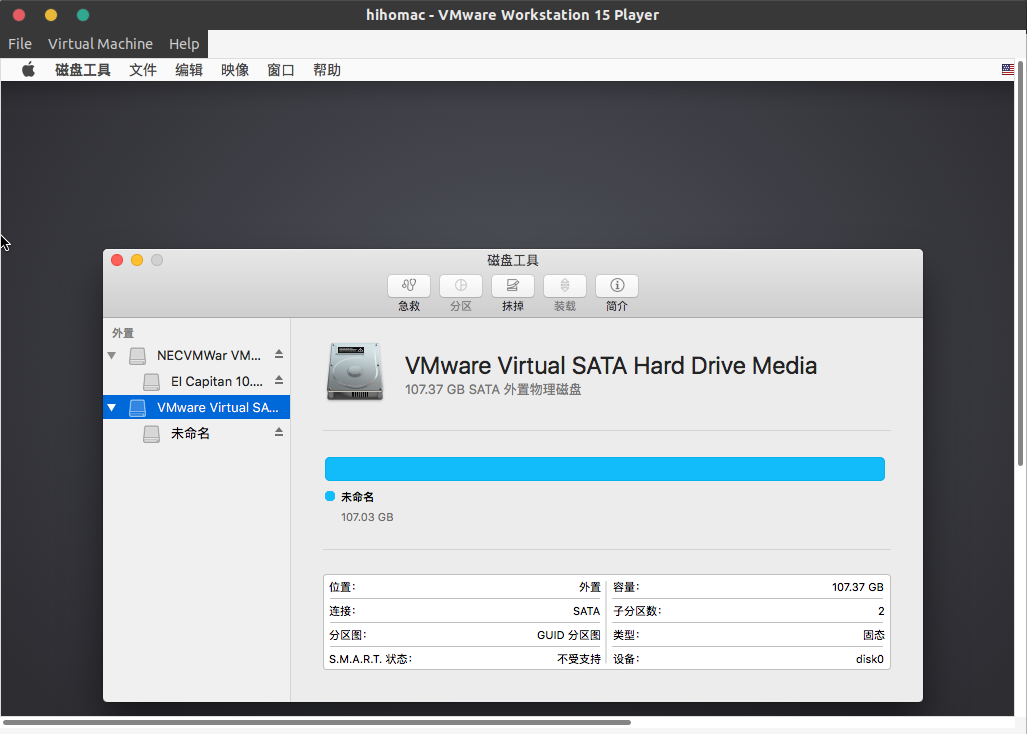 hihomac - VMware Workstation 15 Player
File Virtual Machine Help
磁盘工具 文件 编辑 映像 窗口 帮助
磁盘工具
急救 分区 抹掉 装载 简介
外置
NECVMWar VM...
El Capitan 10....
VMware Virtual SA...
未命名
VMware Virtual SATA Hard Drive Media
107.37 GB SATA 外置物理磁盘
未命名
107.03 GB
位置: 外置 容量: 107.37 GB
连接: SATA 子分区数: 2
分区图: GUID 分区图 类型: 固态
S.M.A.R.T. 状态: 不受支持 设备: disk0